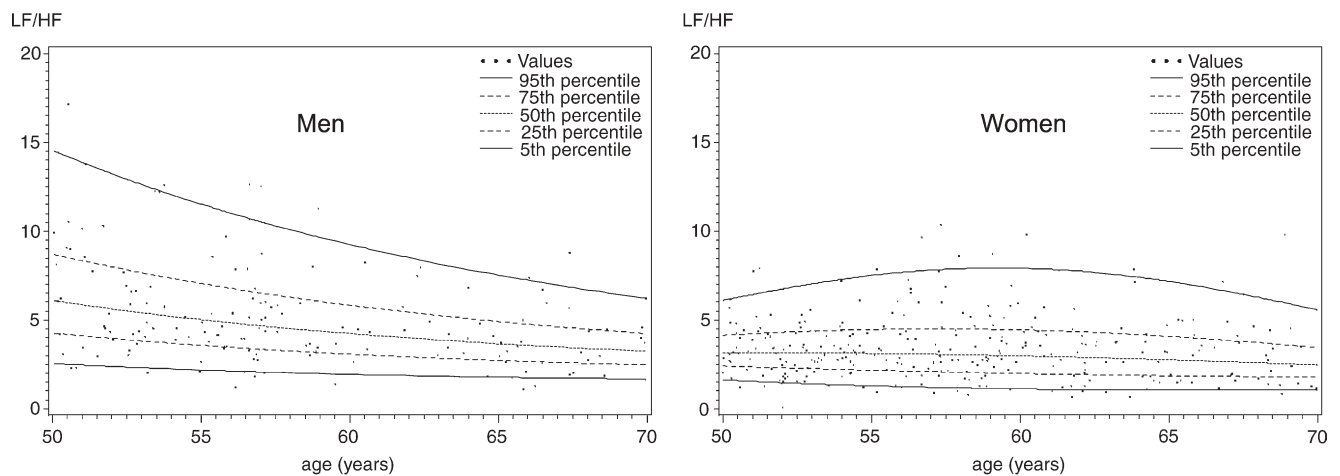 LF/HF
20
15
10
5
0
50
55
60
65
70
age (years)
Men
Values
95th percentile
75th percentile
50th percentile
25th percentile
5th percentile
LF/HF
20
15
10
5
0
50
55
60
65
70
age (years)
Women
Values
95th percentile
75th percentile
50th percentile
25th percentile
5th percentile